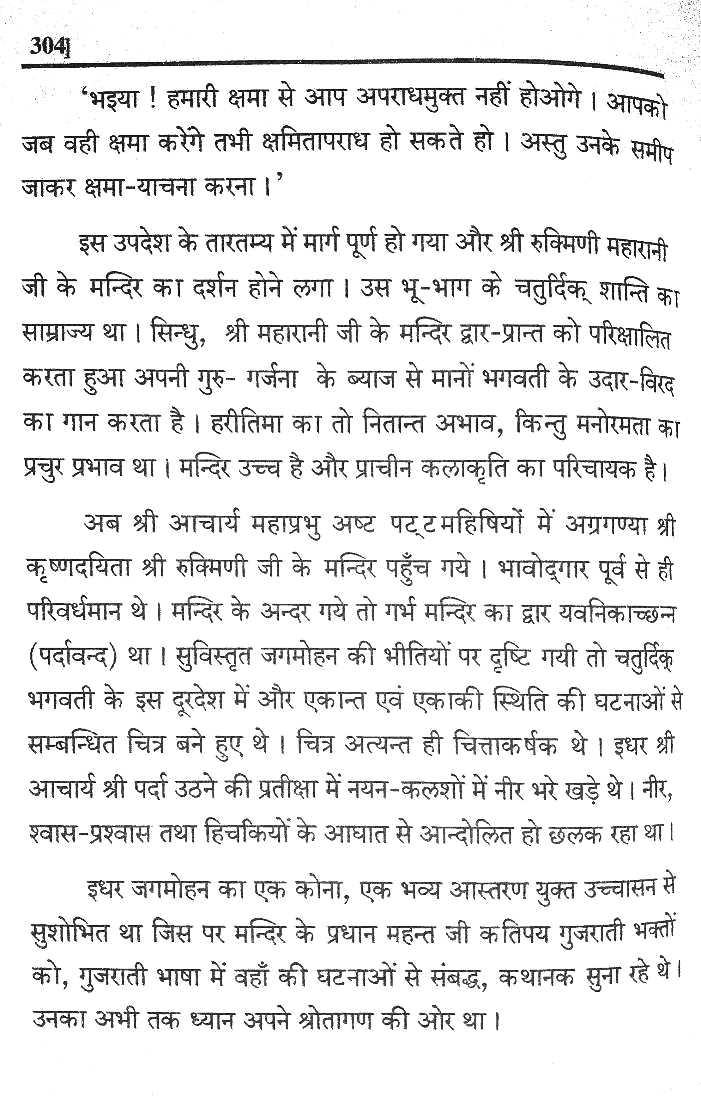 304]
‘भइया ! हमारी क्षमा से आप अपराधमुक्त नहीं होओगे । आपको
जब वही क्षमा करेंगे तभी क्षमितापराध हो सकते हो । अस्तु उनके समीप
जाकर क्षमा-याचना करना ।’
इस उपदेश के तारतम्य में मार्ग पूर्ण हो गया और श्री रुक्मिणी महारानी
जी के मन्दिर का दर्शन होने लगा । उस भू-भाग के चतुर्दिक् शान्ति का
साम्राज्य था । सिन्धु, श्री महारानी जी के मन्दिर द्वार-प्रान्त को परिक्षालित
करता हुआ अपनी गुरु- गर्जना के ब्याज से मानों भगवती के उदार-विरद
का गान करता है । हरीतिमा का तो नितान्त अभाव, किन्तु मनोरमता का
प्रचुर प्रभाव था । मन्दिर उच्च है और प्राचीन कलाकृति का परिचायक है।
अब श्री आचार्य महाप्रभु अष्ट पट्टमहिषियों में अग्रगण्या श्री
कृष्णदयिता श्री रुक्मिणी जी के मन्दिर पहुँच गये । भावोद्गार पूर्व से ही
परिवर्धमान थे । मन्दिर के अन्दर गये तो गर्भ मन्दिर का द्वार यवनिकाच्छन्न
(पर्दावन्द) था । सुविस्तृत जगमोहन की भीतियों पर दृष्टि गयी तो चतुर्दिक्
भगवती के इस दूरदेश में और एकान्त एवं एकाकी स्थिति की घटनाओं से
सम्बन्धित चित्र बने हुए थे । चित्र अत्यन्त ही चित्ताकर्षक थे । इधर श्री
आचार्य श्री पर्दा उठने की प्रतीक्षा में नयन-कलशों में नीर भरे खड़े थे । नीर,
श्वास-प्रश्वास तथा हिचकियों के आघात से आन्दोलित हो छलक रहा था।
इधर जगमोहन का एक कोना, एक भव्य आस्तरण युक्त उच्चासन से
सुशोभित था जिस पर मन्दिर के प्रधान महन्त जी कतिपय गुजराती भक्तों
को, गुजराती भाषा में वहाँ की घटनाओं से संबद्ध, कथानक सुना रहे थे ।
उनका अभी तक ध्यान अपने श्रोतागण की ओर था ।